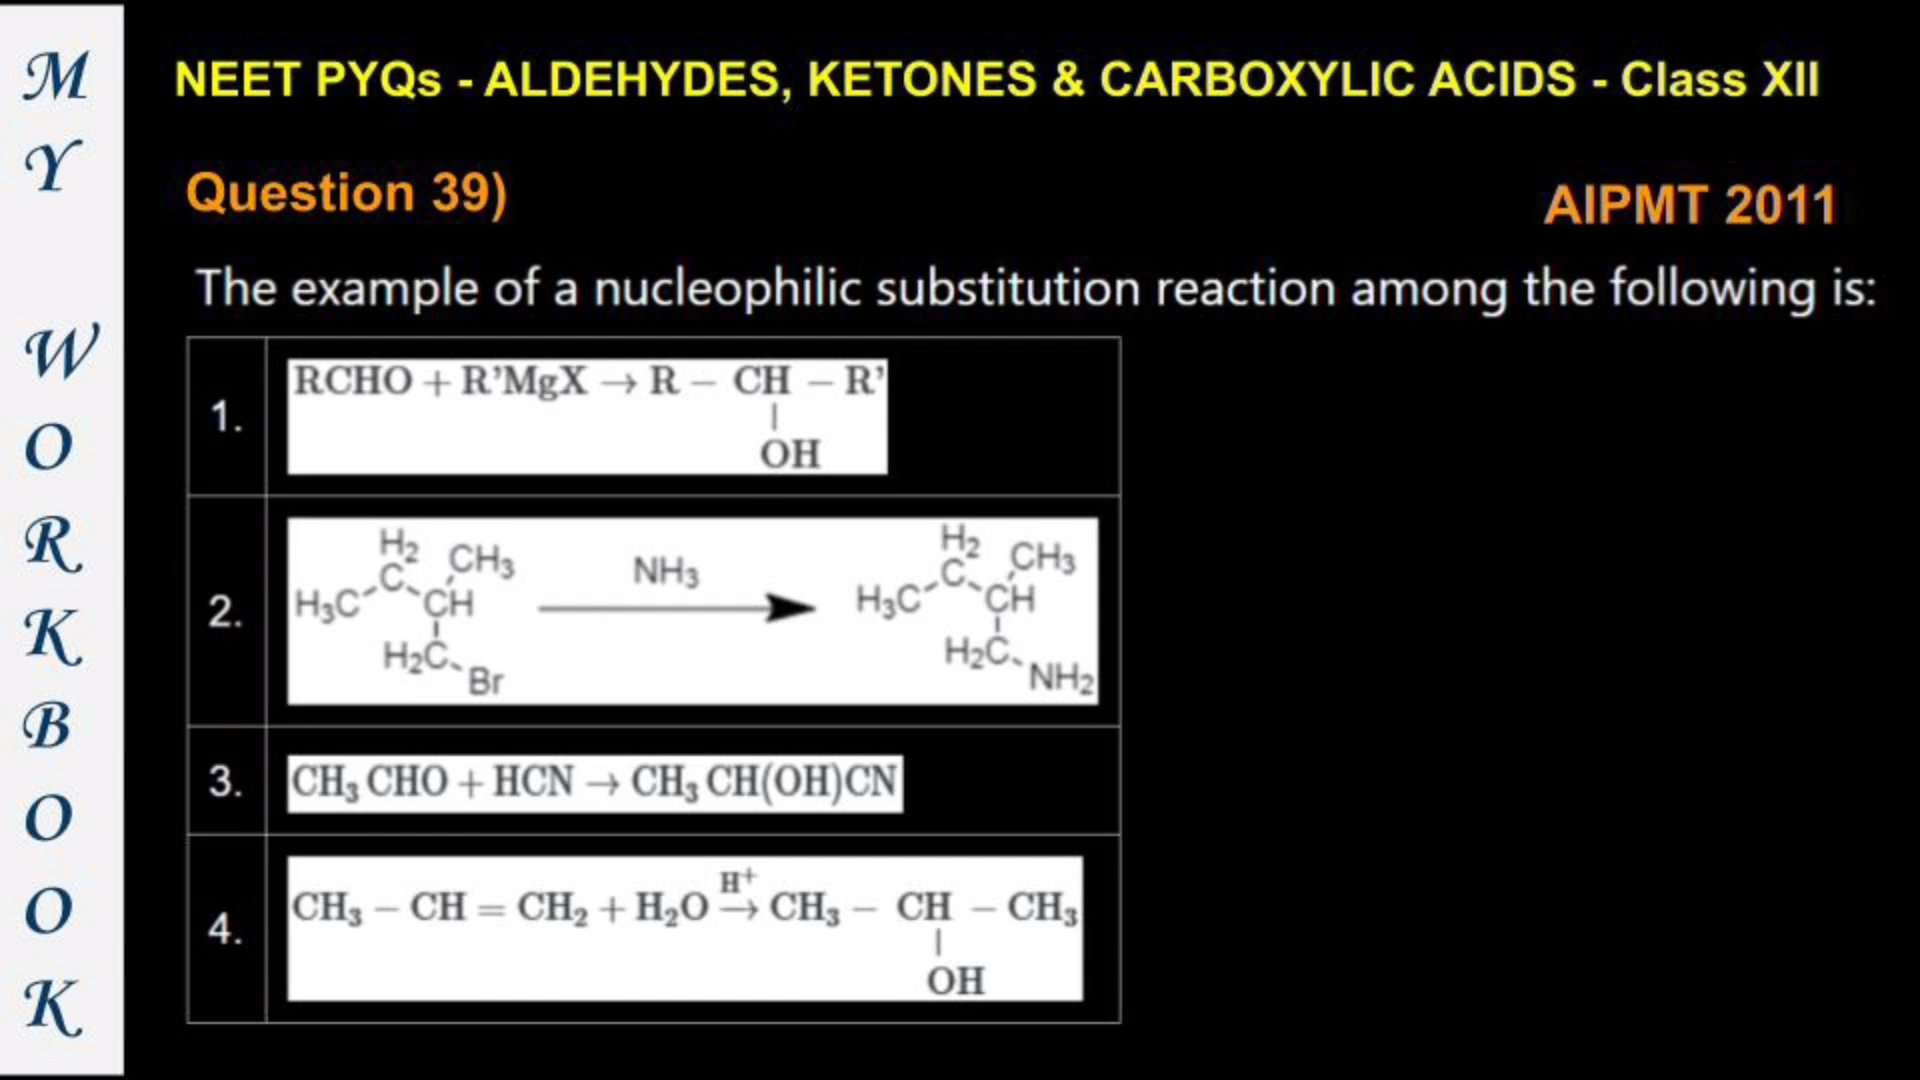 MY WORKBOOK
NEET PYQs - ALDEHYDES, KETONES & CARBOXYLIC ACIDS - Class XII
Question 39)
AIPMT 2011
The example of a nucleophilic substitution reaction among the following is:
1.
RCHO + R’MgX → R – CH – R’
|
OH
2.
H₂
C
CH₃
H₃C
CH
H₂C
Br
NH₃
H₂
C
CH₃
H₃C
CH
H₂C
NH₂
3.
CH₃ CHO + HCN → CH₃ CH(OH)CN
4.
H⁺
CH₃ – CH = CH₂ + H₂O → CH₃ – CH – CH₃
|
OH